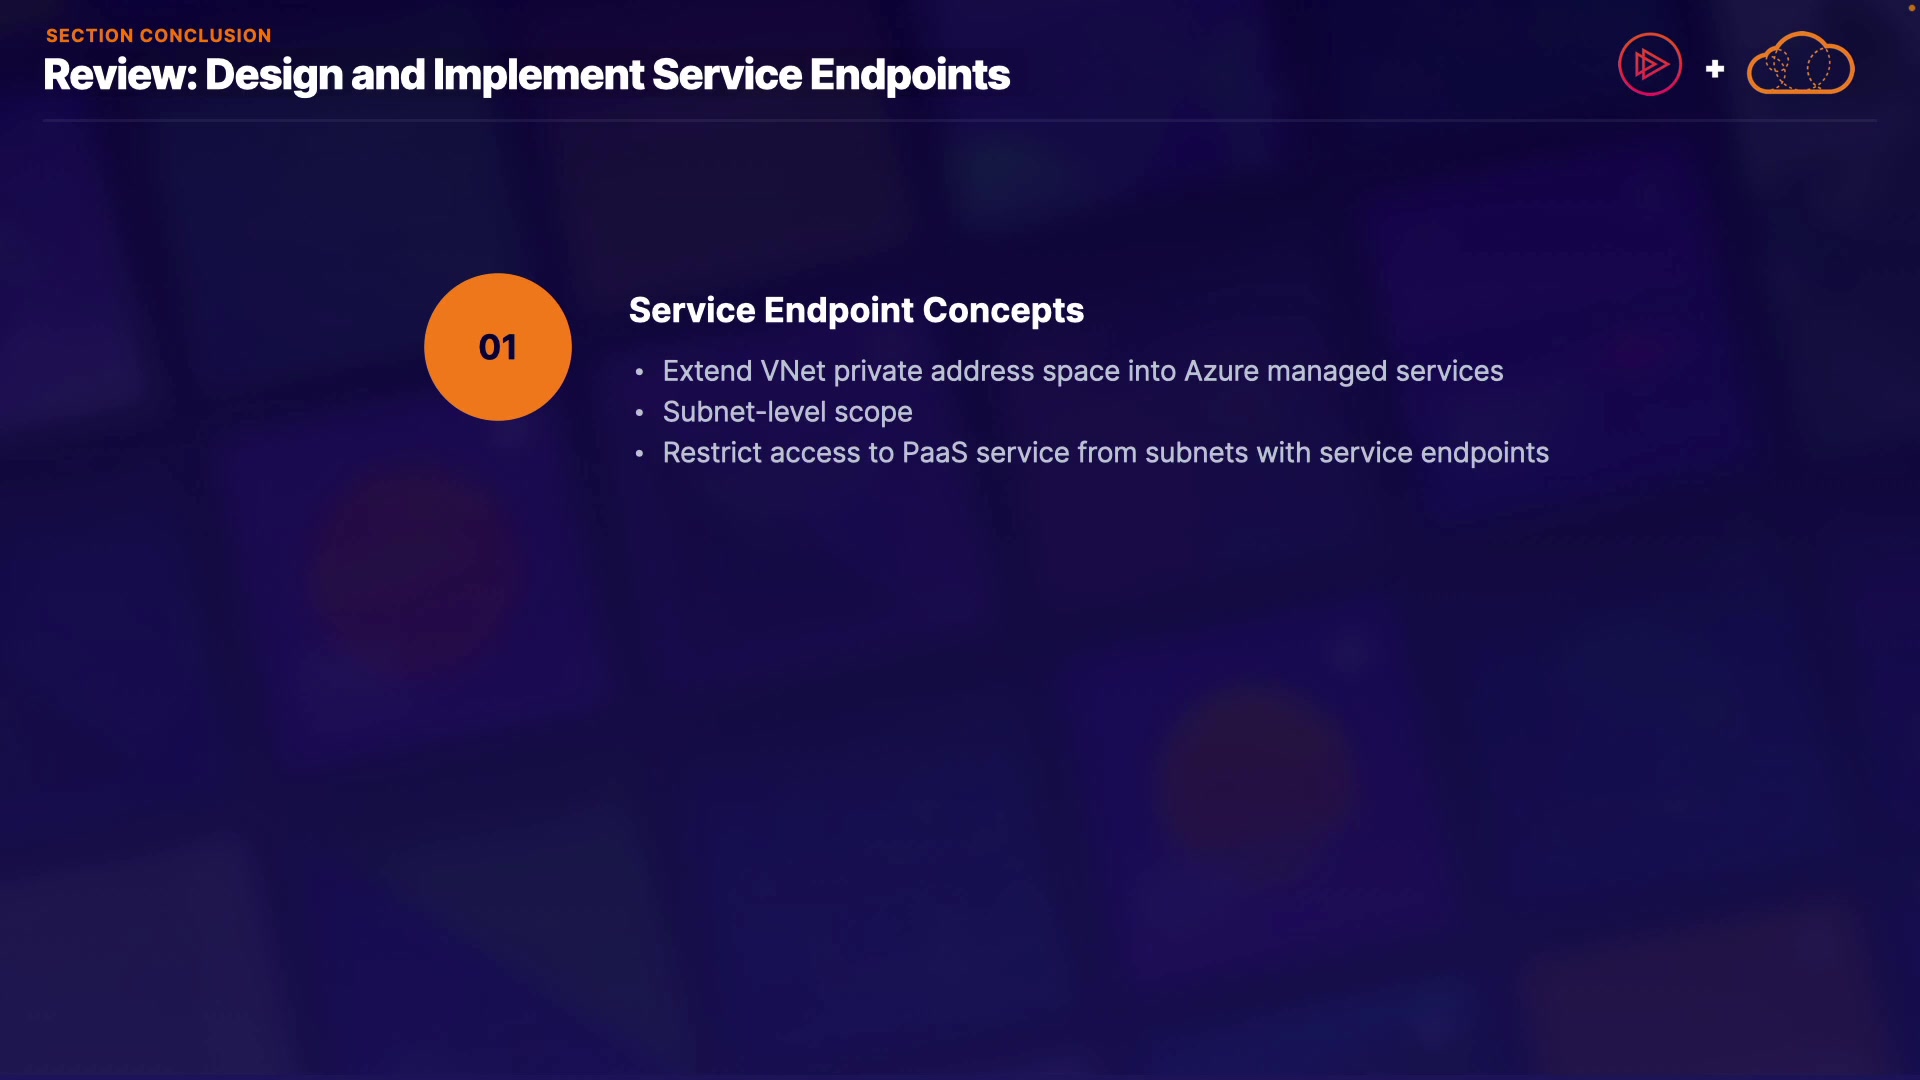 SECTION CONCLUSION
Review: Design and Implement Service Endpoints
+
01
Service Endpoint Concepts
• Extend VNet private address space into Azure managed services
• Subnet-level scope
• Restrict access to PaaS service from subnets with service endpoints